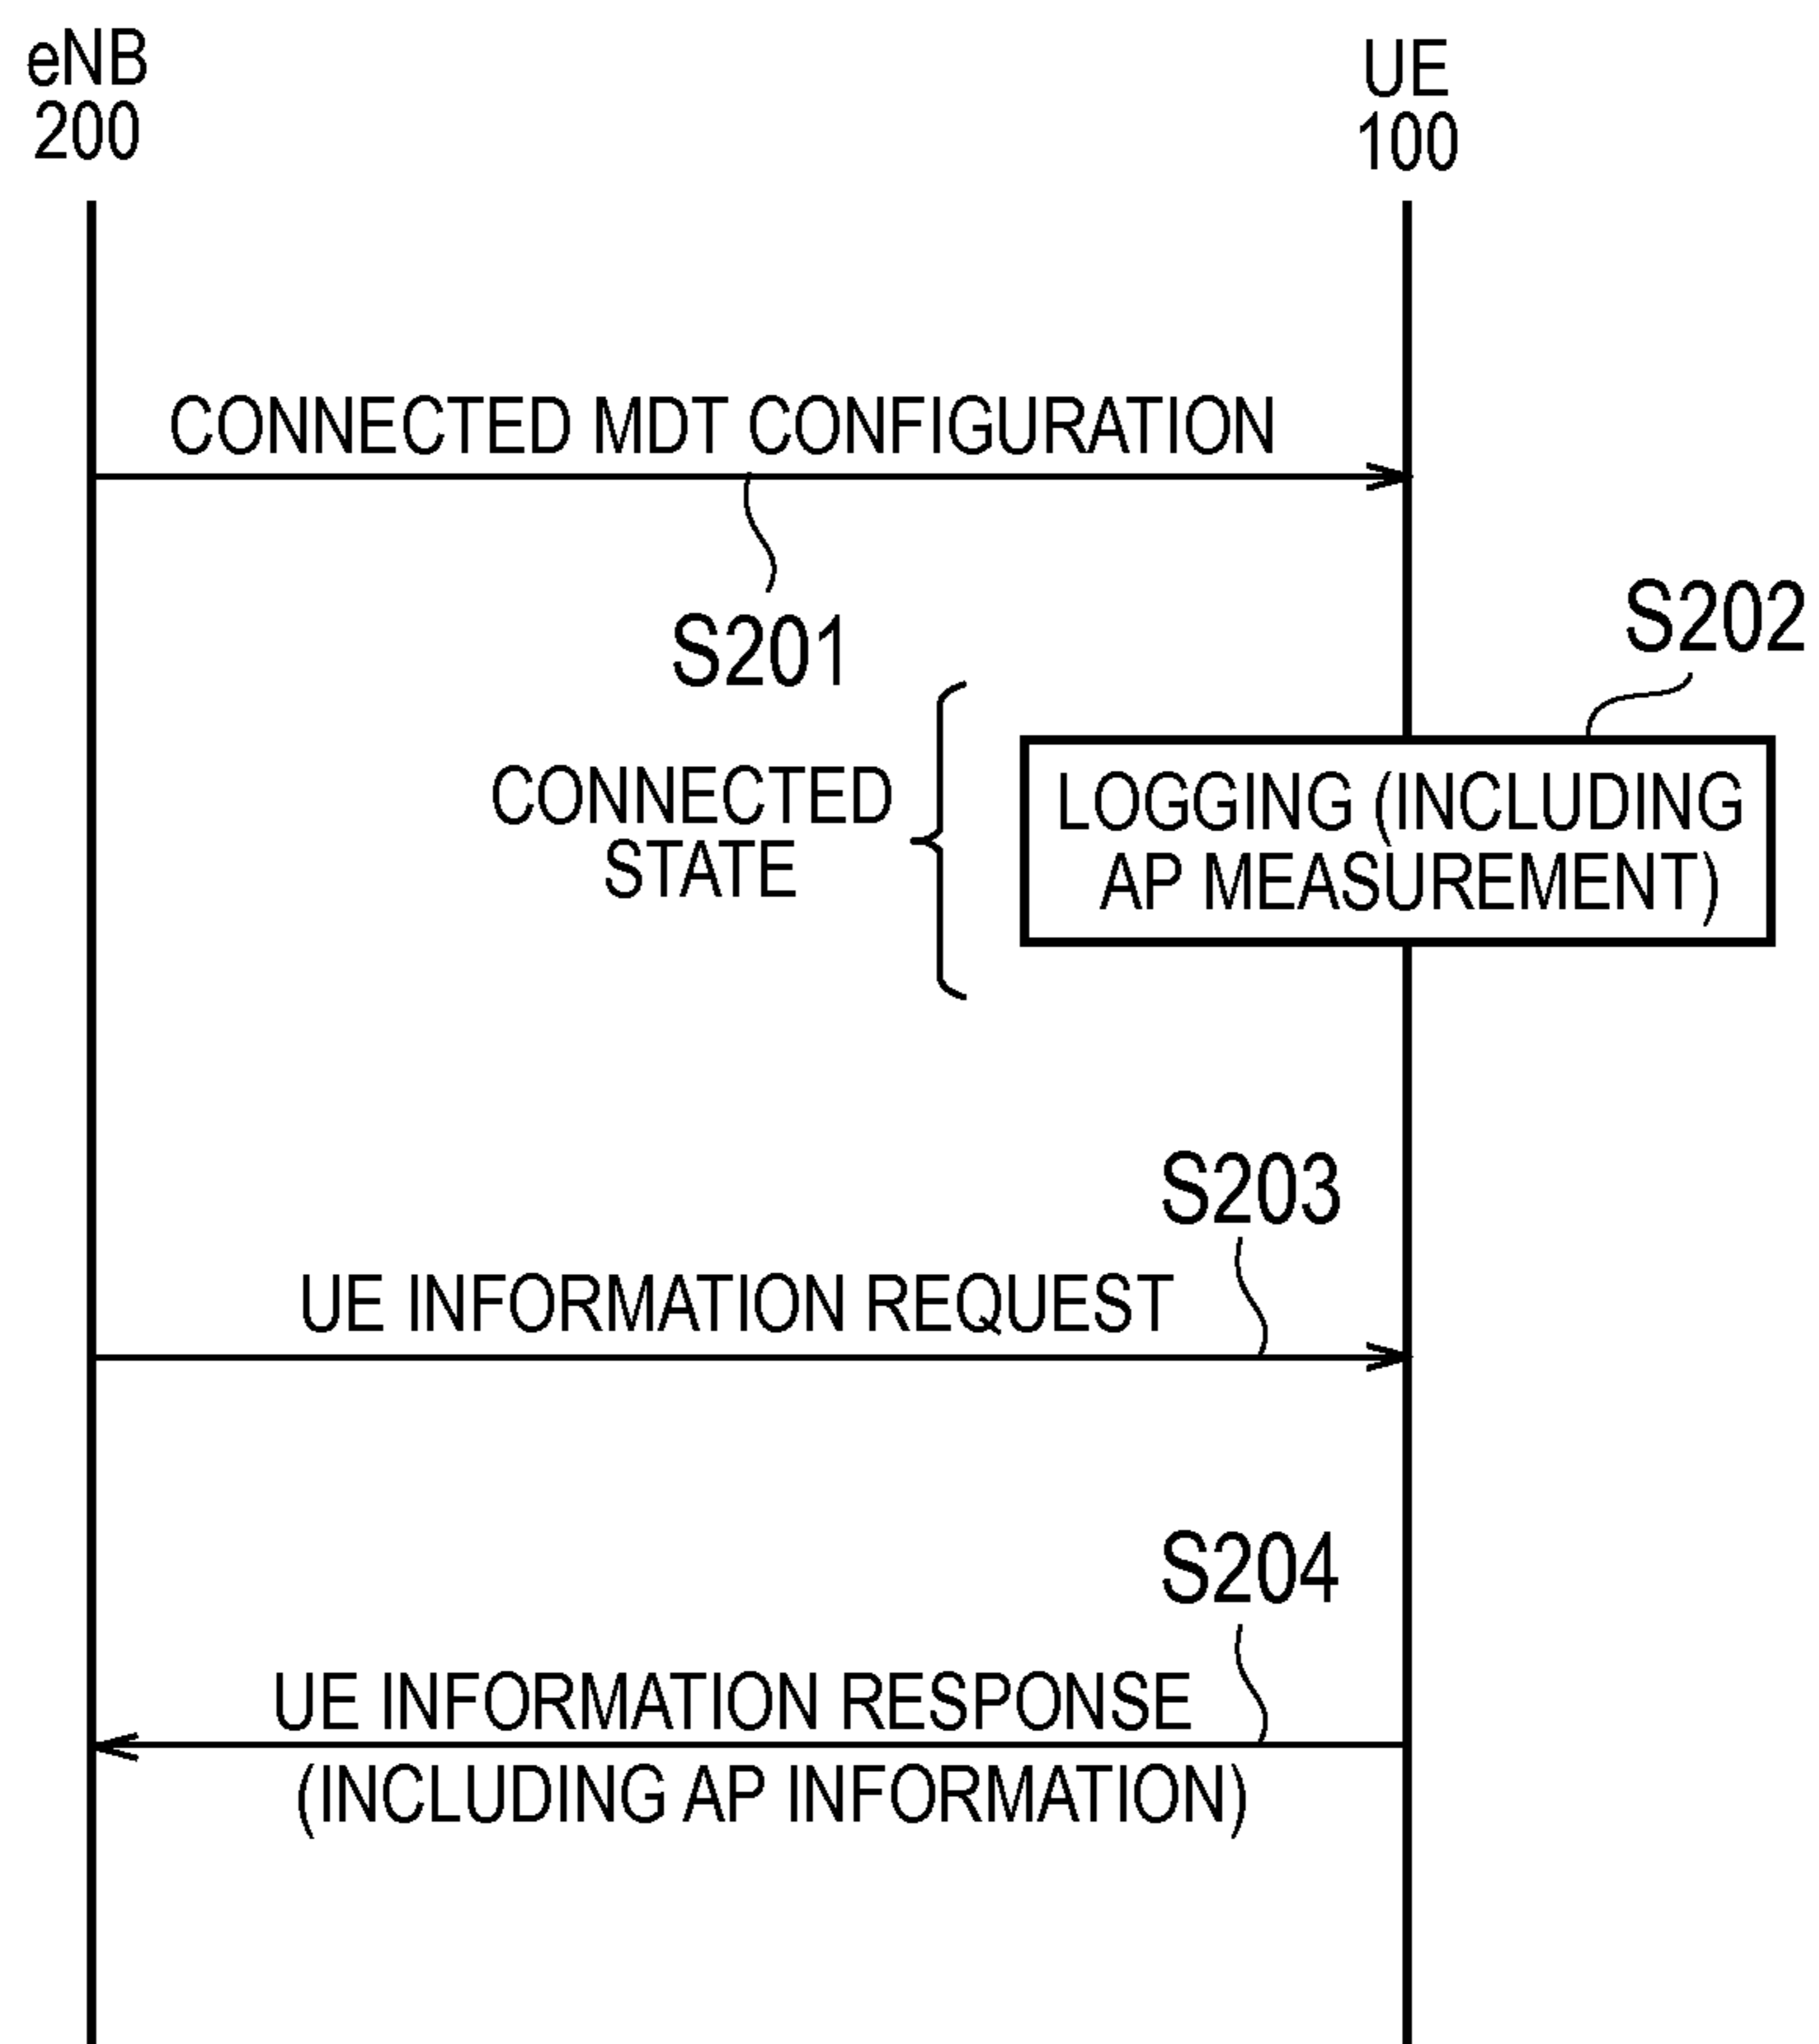 eNB
200
UE
100
CONNECTED MDT CONFIGURATION
S201
S202
CONNECTED
STATE
LOGGING (INCLUDING
AP MEASUREMENT)
S203
UE INFORMATION REQUEST
S204
UE INFORMATION RESPONSE
(INCLUDING AP INFORMATION)